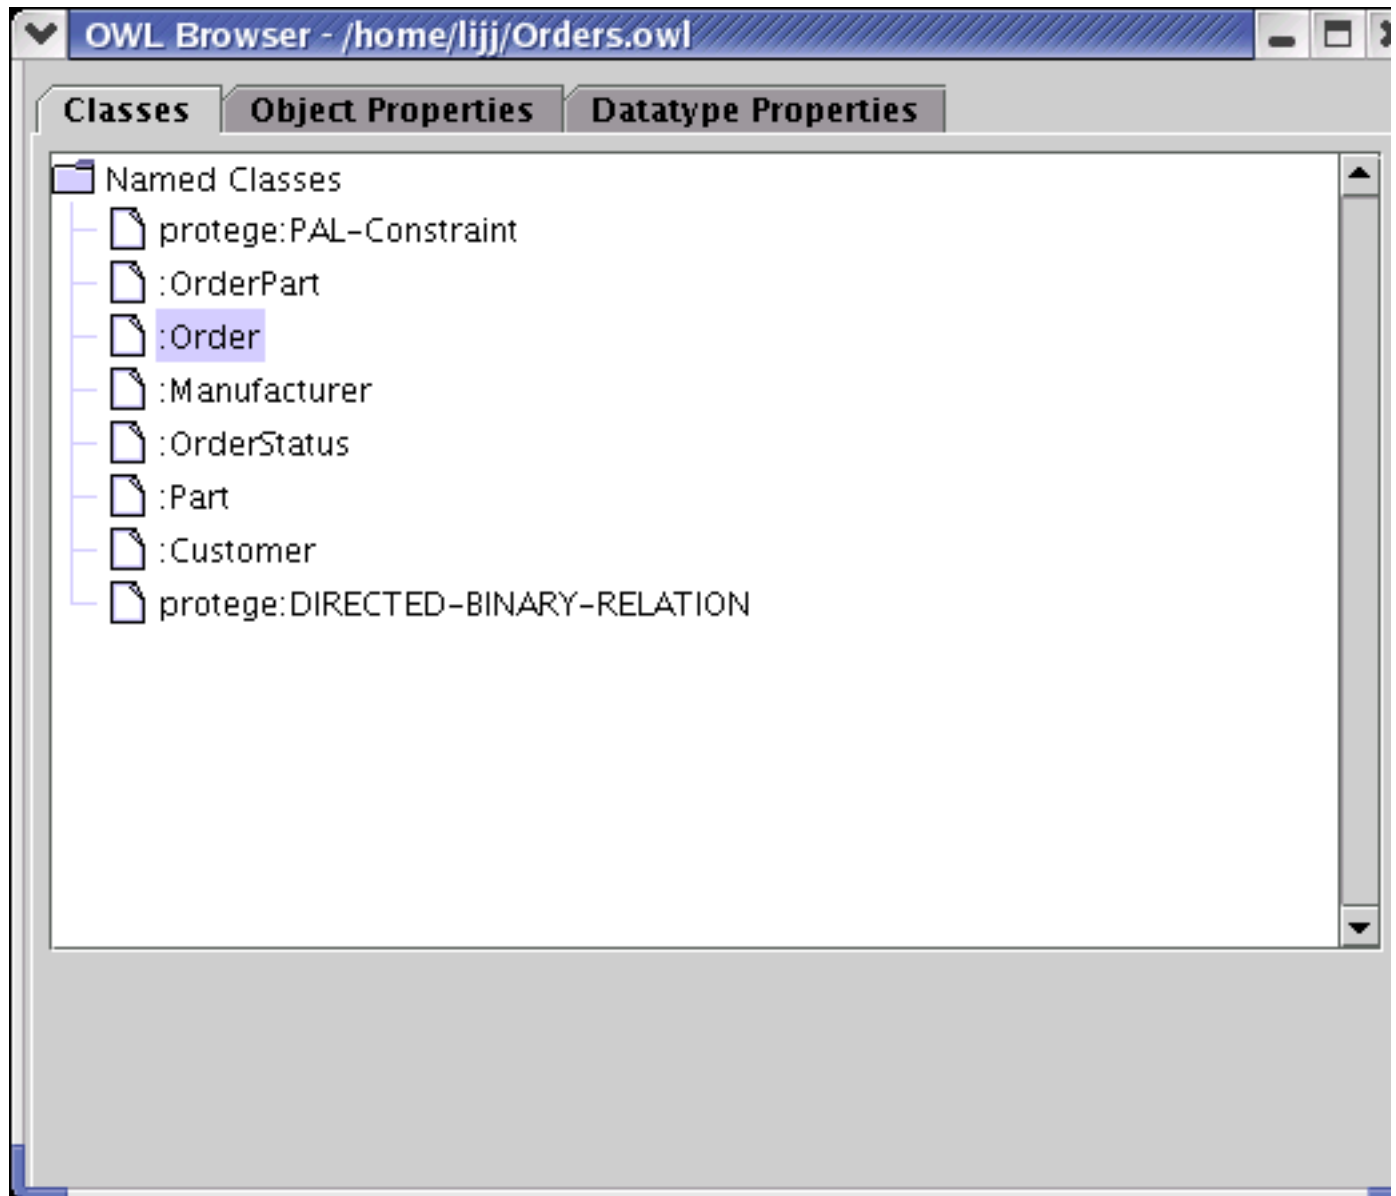 OWL Browser - /home/lijj/Orders.owl
Classes Object Properties Datatype Properties
Named Classes
protege:PAL-Constraint
:OrderPart
:Order
:Manufacturer
:OrderStatus
:Part
:Customer
protege:DIRECTED-BINARY-RELATION